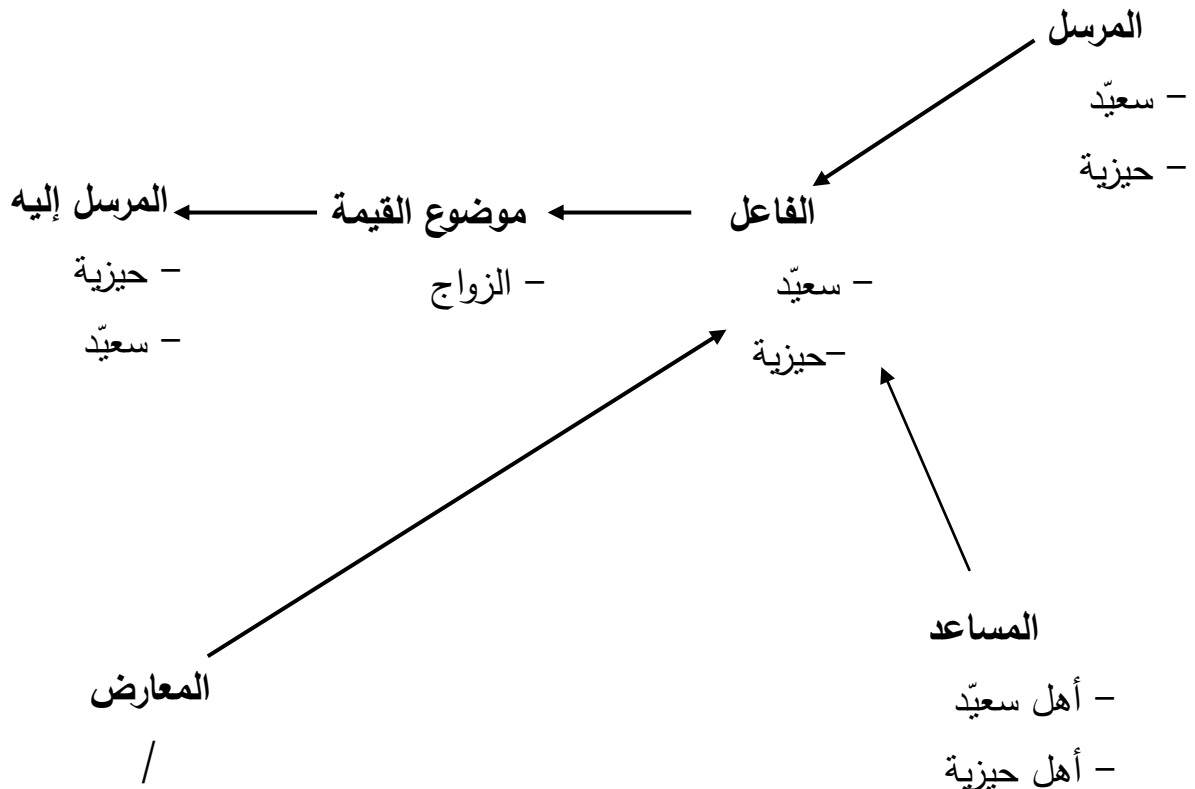 المرسل
– سعيّد
– حيزية
الفاعل
– سعيّد
–حيزية
موضوع القيمة
– الزواج
المرسل إليه
– حيزية
– سعيّد
المساعد
– أهل سعيّد
– أهل حيزية
المعارض
/